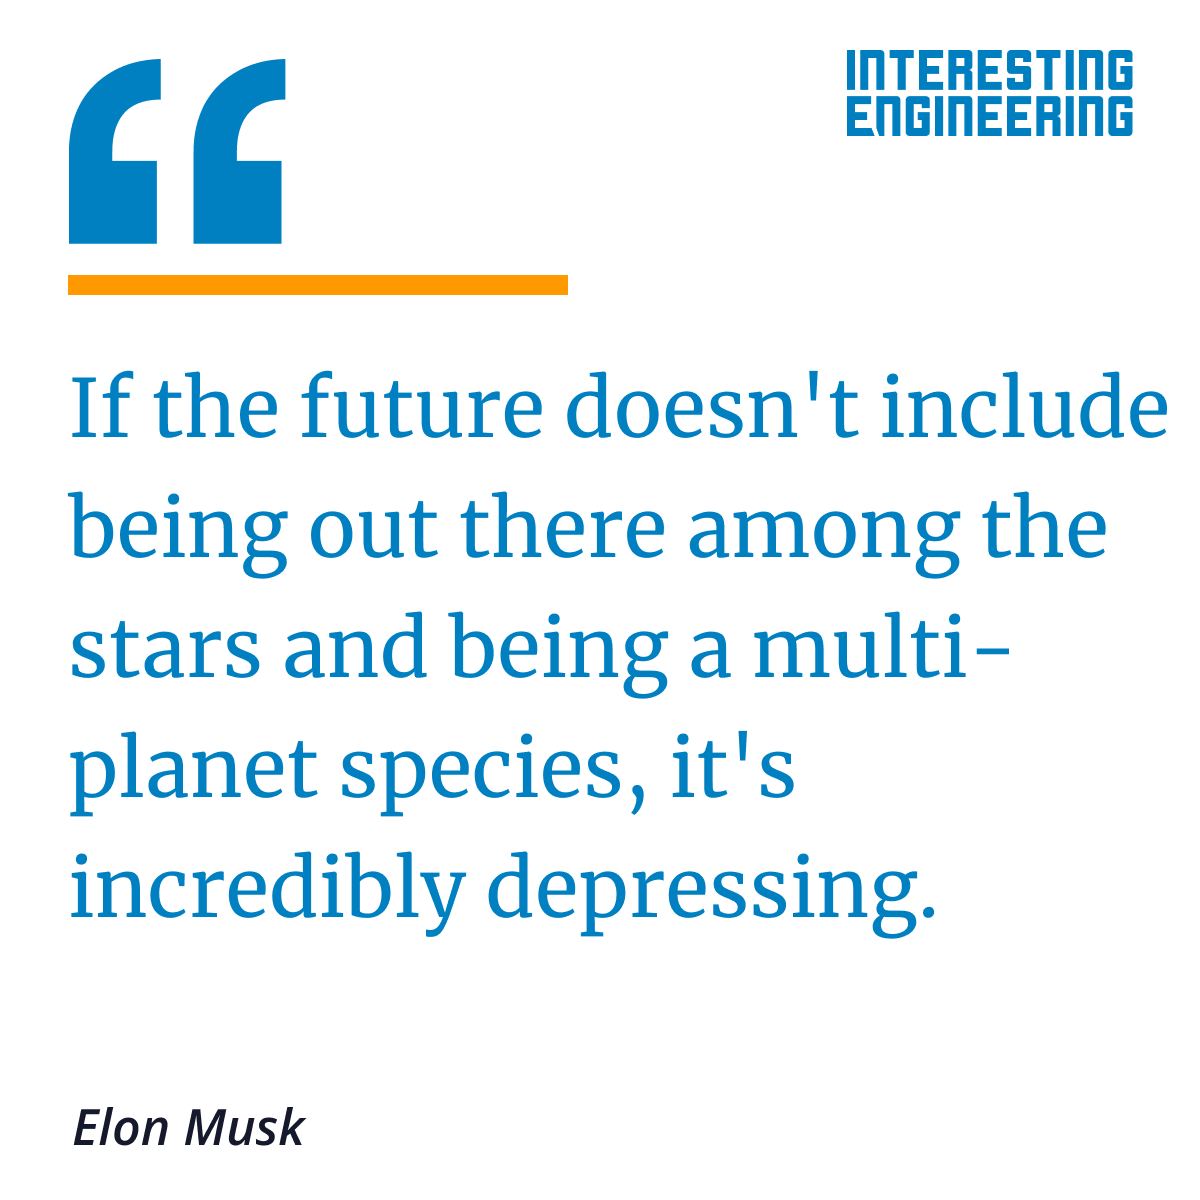 “
INTERESTING
ENGINEERING
If the future doesn't include
being out there among the
stars and being a multi-
planet species, it's
incredibly depressing.
Elon Musk